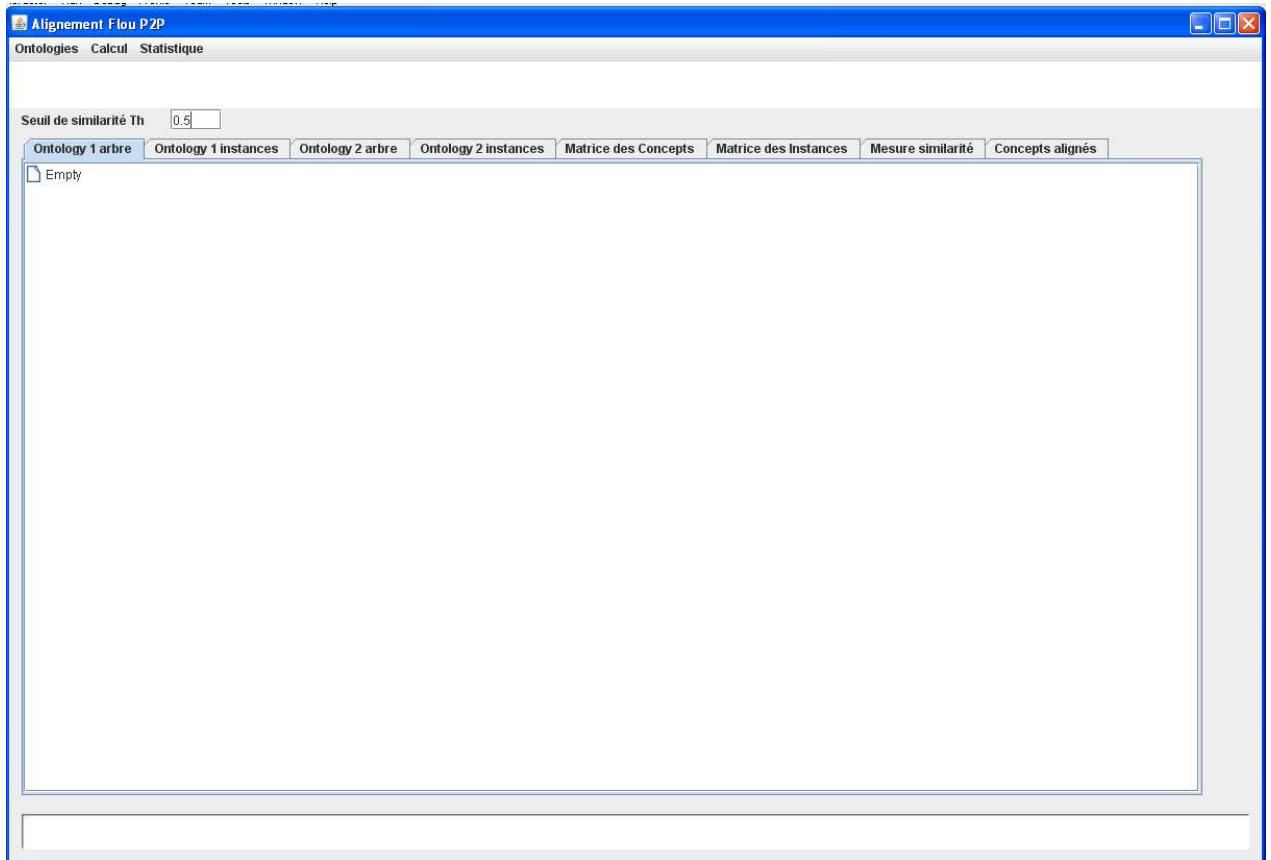 Alignement Flou P2P
Ontologies Calcul Statistique
Seuil de similarité Th 0.5
Ontology 1 arbre Ontology 1 instances Ontology 2 arbre Ontology 2 instances Matrice des Concepts Matrice des Instances Mesure similarité Concepts alignés
Empty